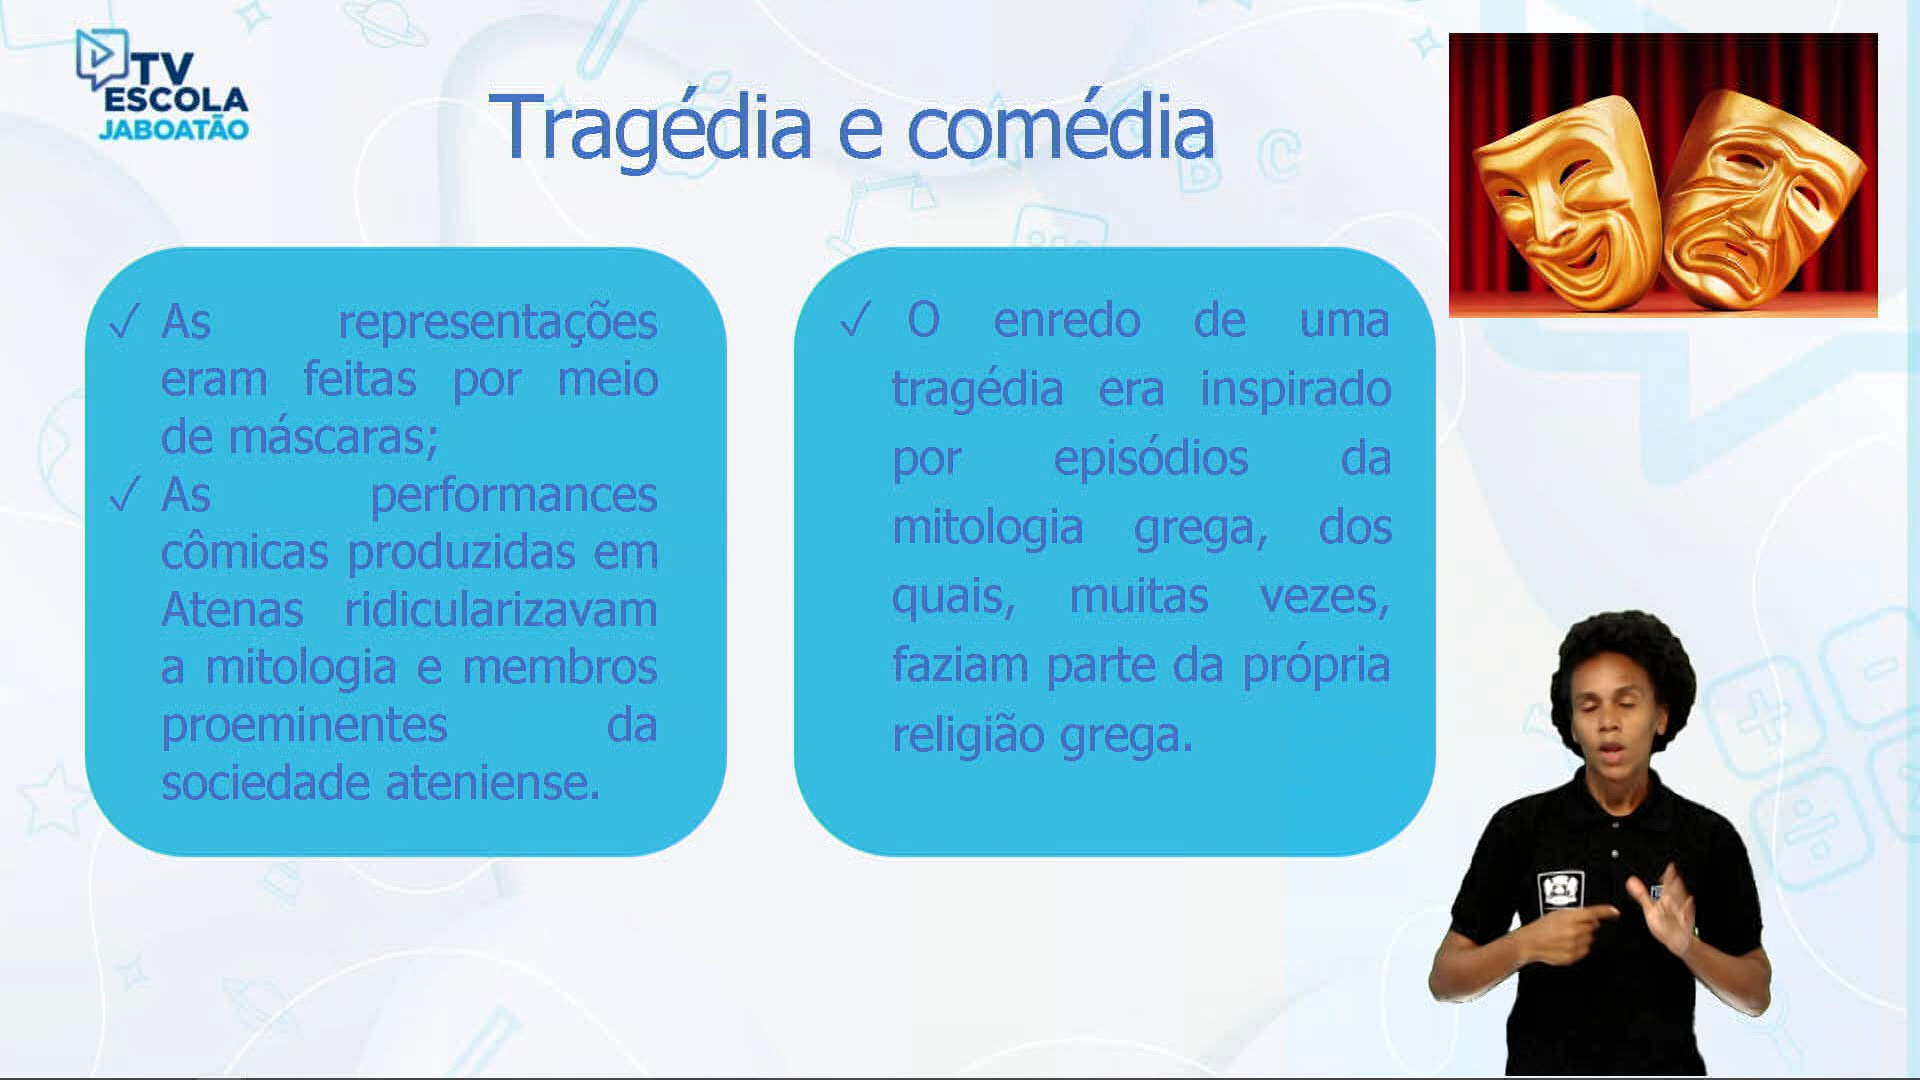 TV
ESCOLA
JABOATÃO
Tragédia e comédia
✓ As representações
eram feitas por meio
de máscaras;
✓ As performances
cômicas produzidas em
Atenas ridicularizavam
a mitologia e membros
proeminentes da
sociedade ateniense.
✓ O enredo de uma
tragédia era inspirado
por episódios da
mitologia grega, dos
quais, muitas vezes,
faziam parte da própria
religião grega.
B C